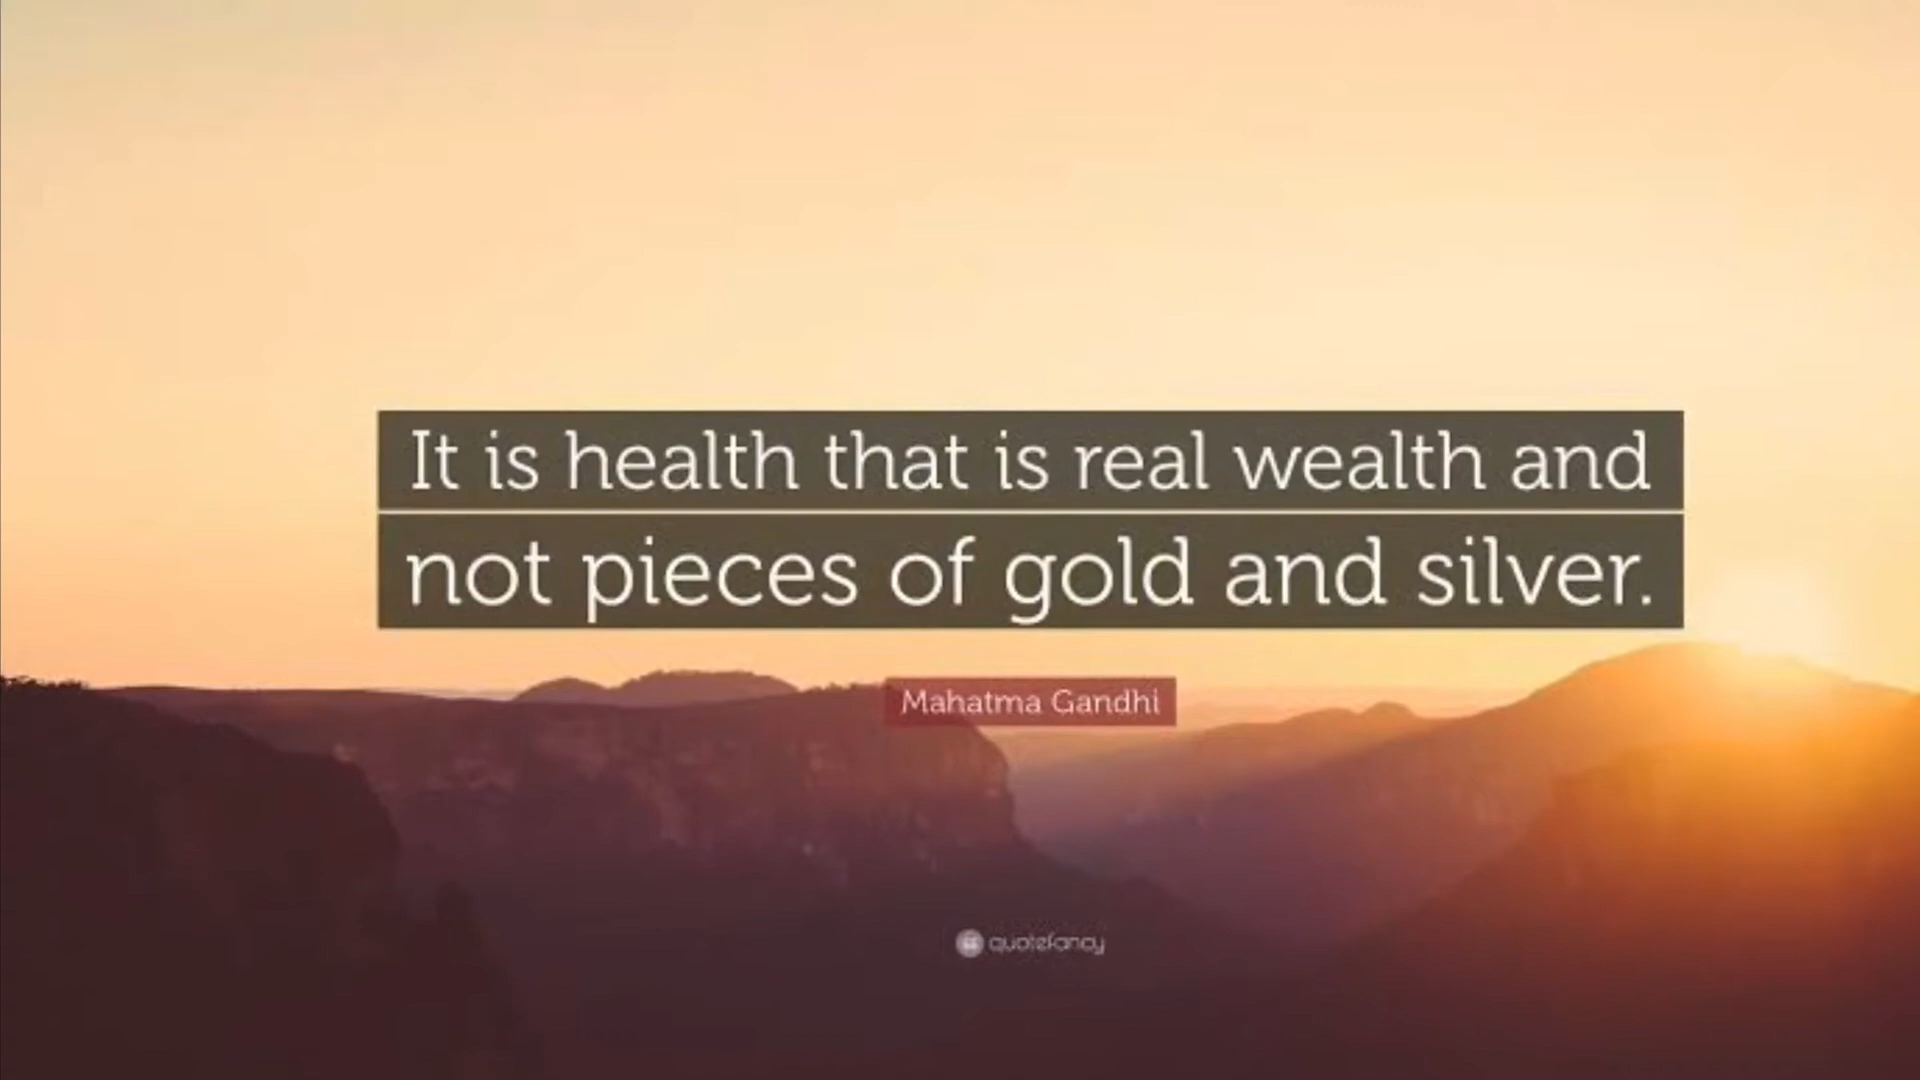 It is health that is real wealth and
not pieces of gold and silver.
Mahatma Gandhi
quotefancy